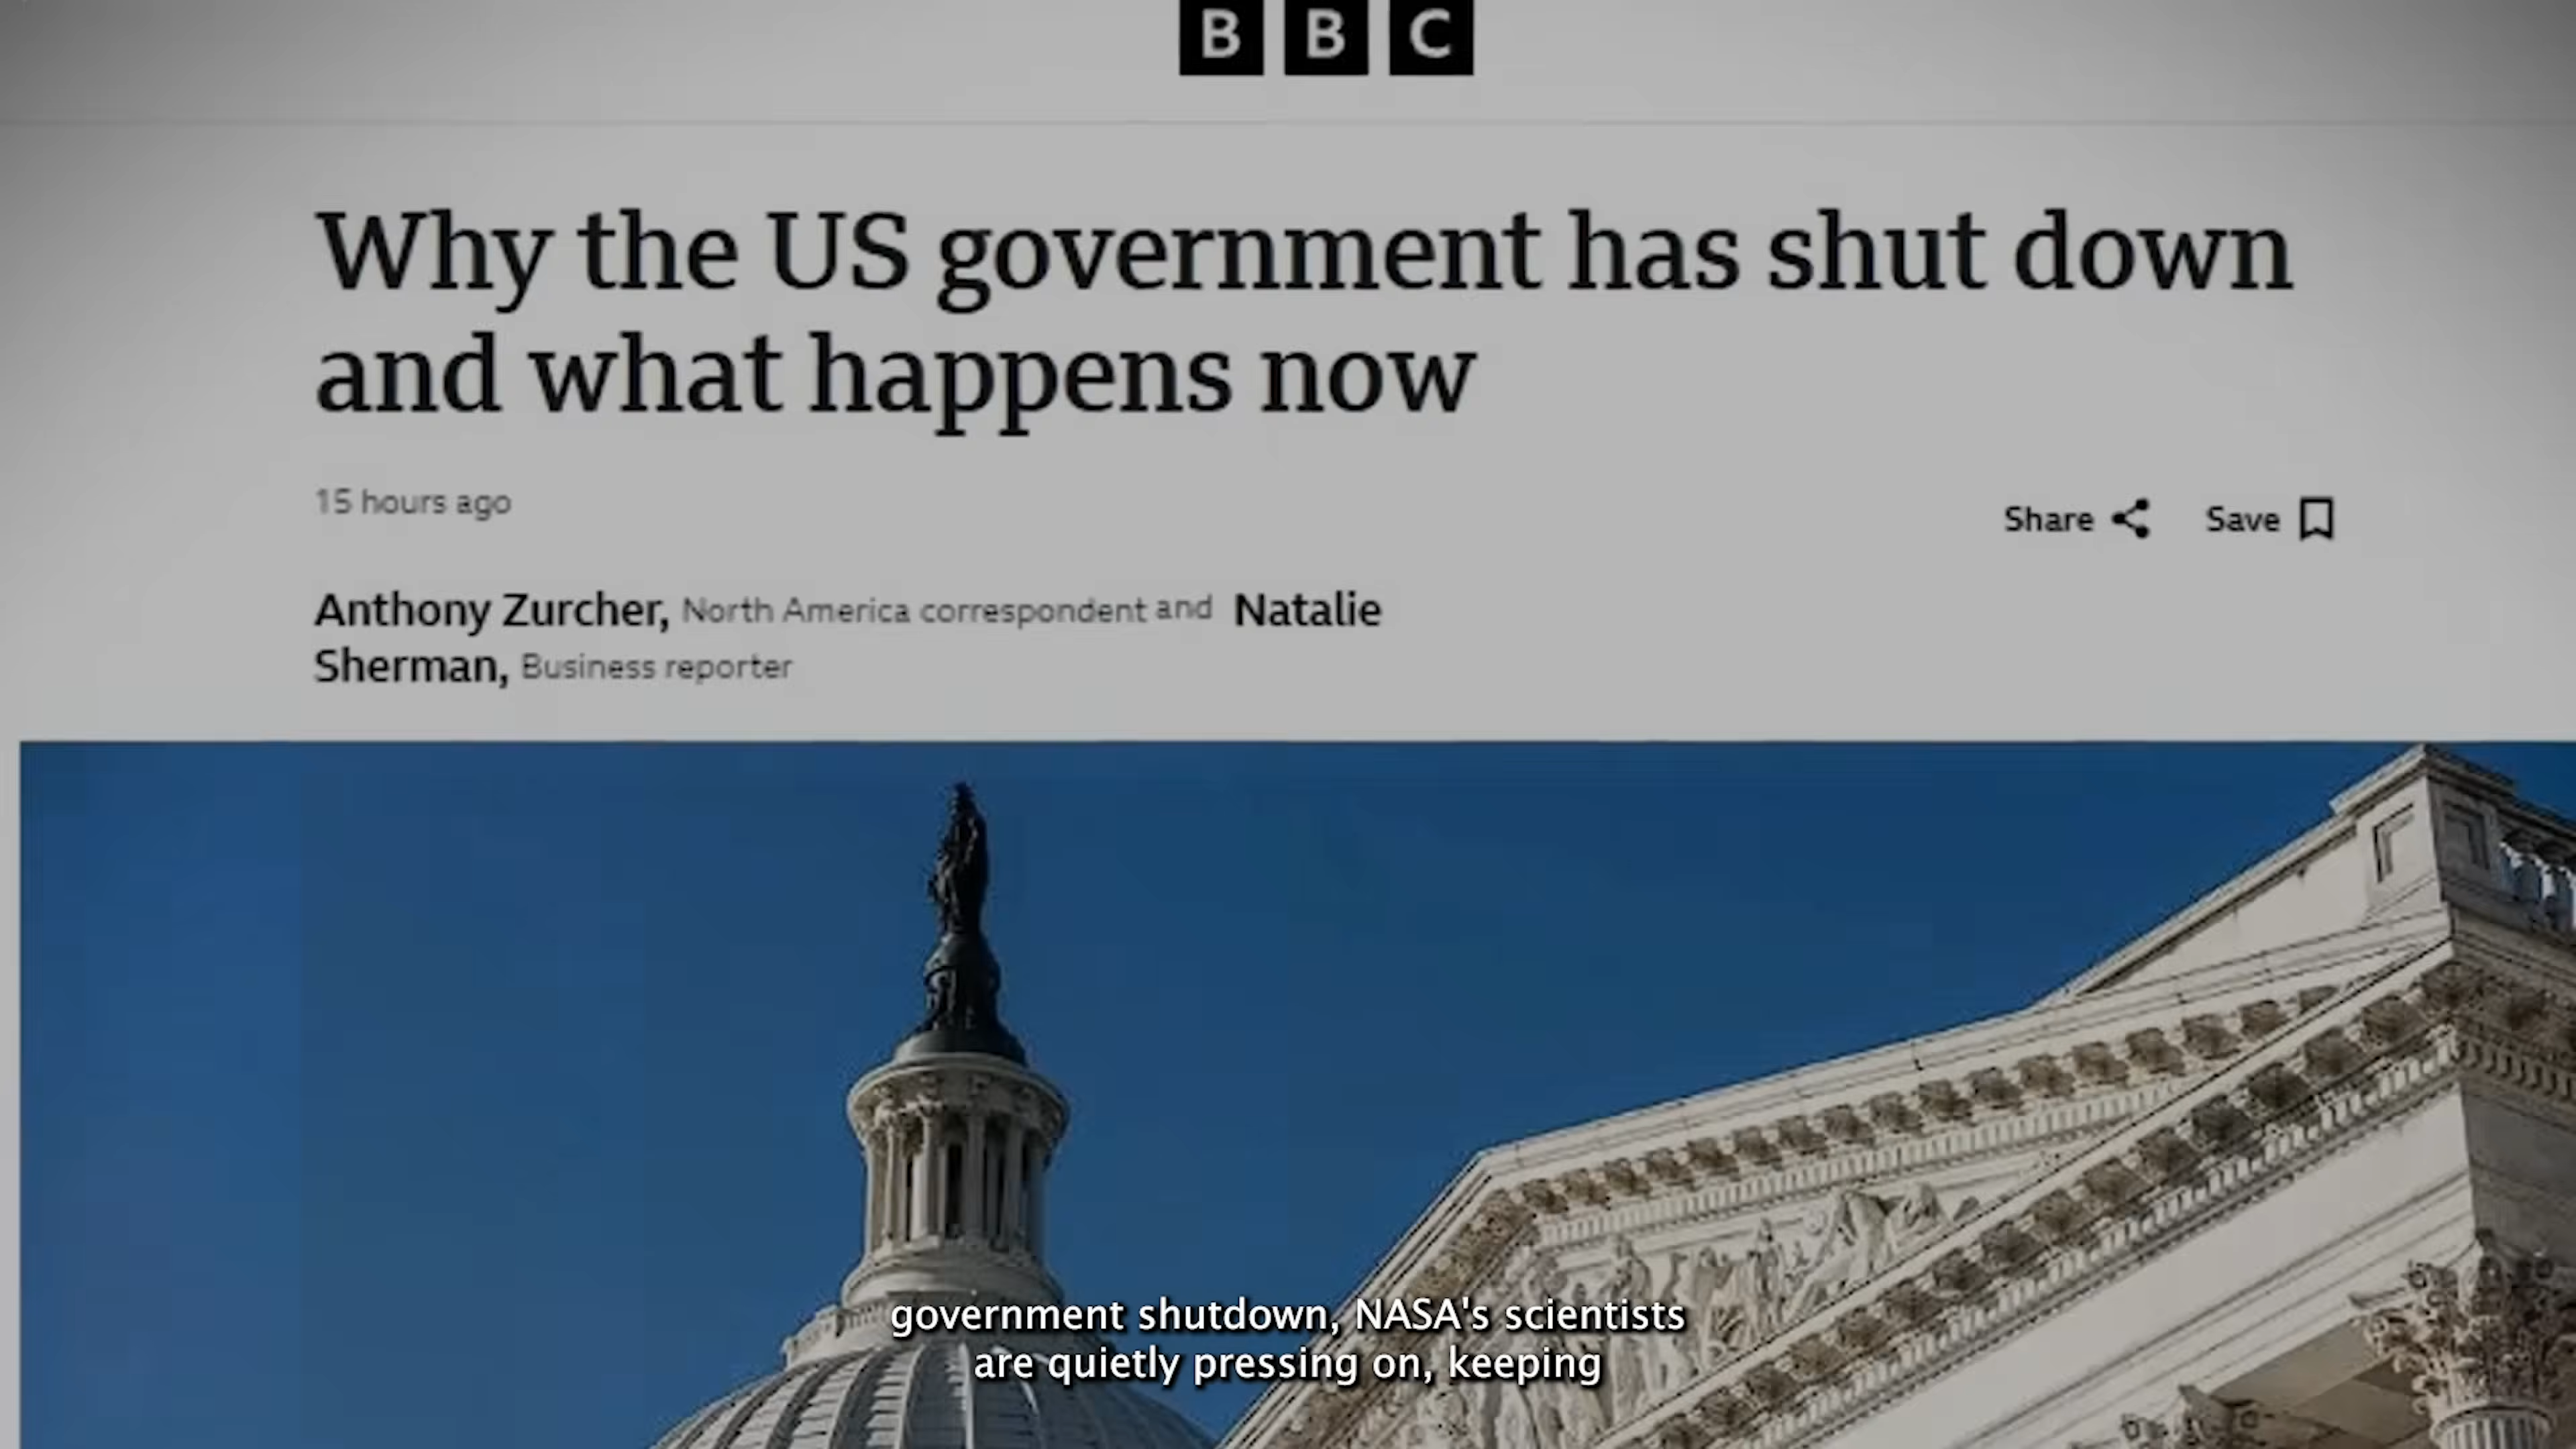 BBC
Why the US government has shut down
and what happens now
15 hours ago
Share Save
Anthony Zurcher, North America correspondent and Natalie
Sherman, Business reporter
government shutdown, NASA's scientists
are quietly pressing on, keeping